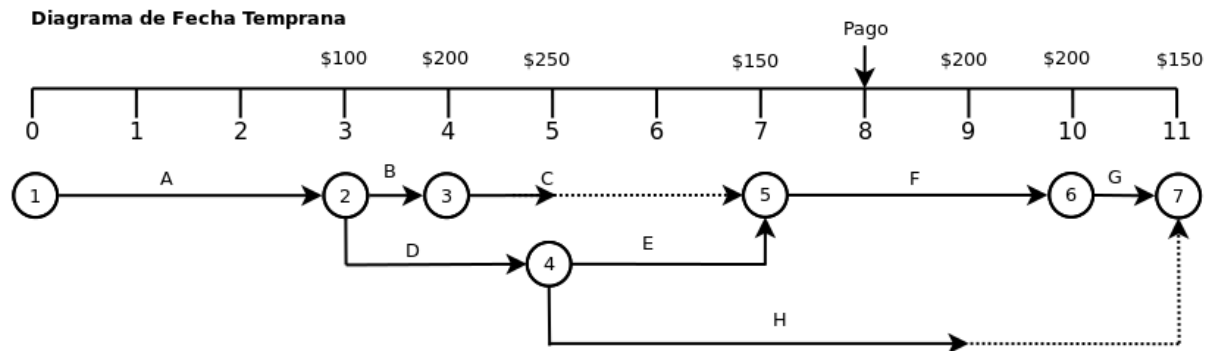 Diagrama de Fecha Temprana
Pago
$100 $200 $250 $150 $200 $200 $150
0 1 2 3 4 5 6 7 8 9 10 11
A B C F G
1 2 3 5 6 7
D E
4
H